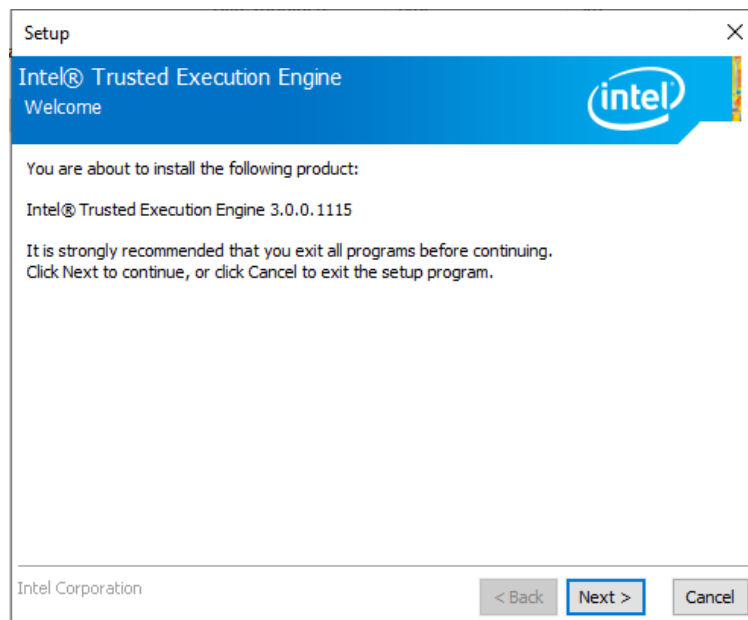 Setup
Intel® Trusted Execution Engine
Welcome
intel
You are about to install the following product:
Intel® Trusted Execution Engine 3.0.0.1115
It is strongly recommended that you exit all programs before continuing.
Click Next to continue, or click Cancel to exit the setup program.
Intel Corporation
< Back Next > Cancel